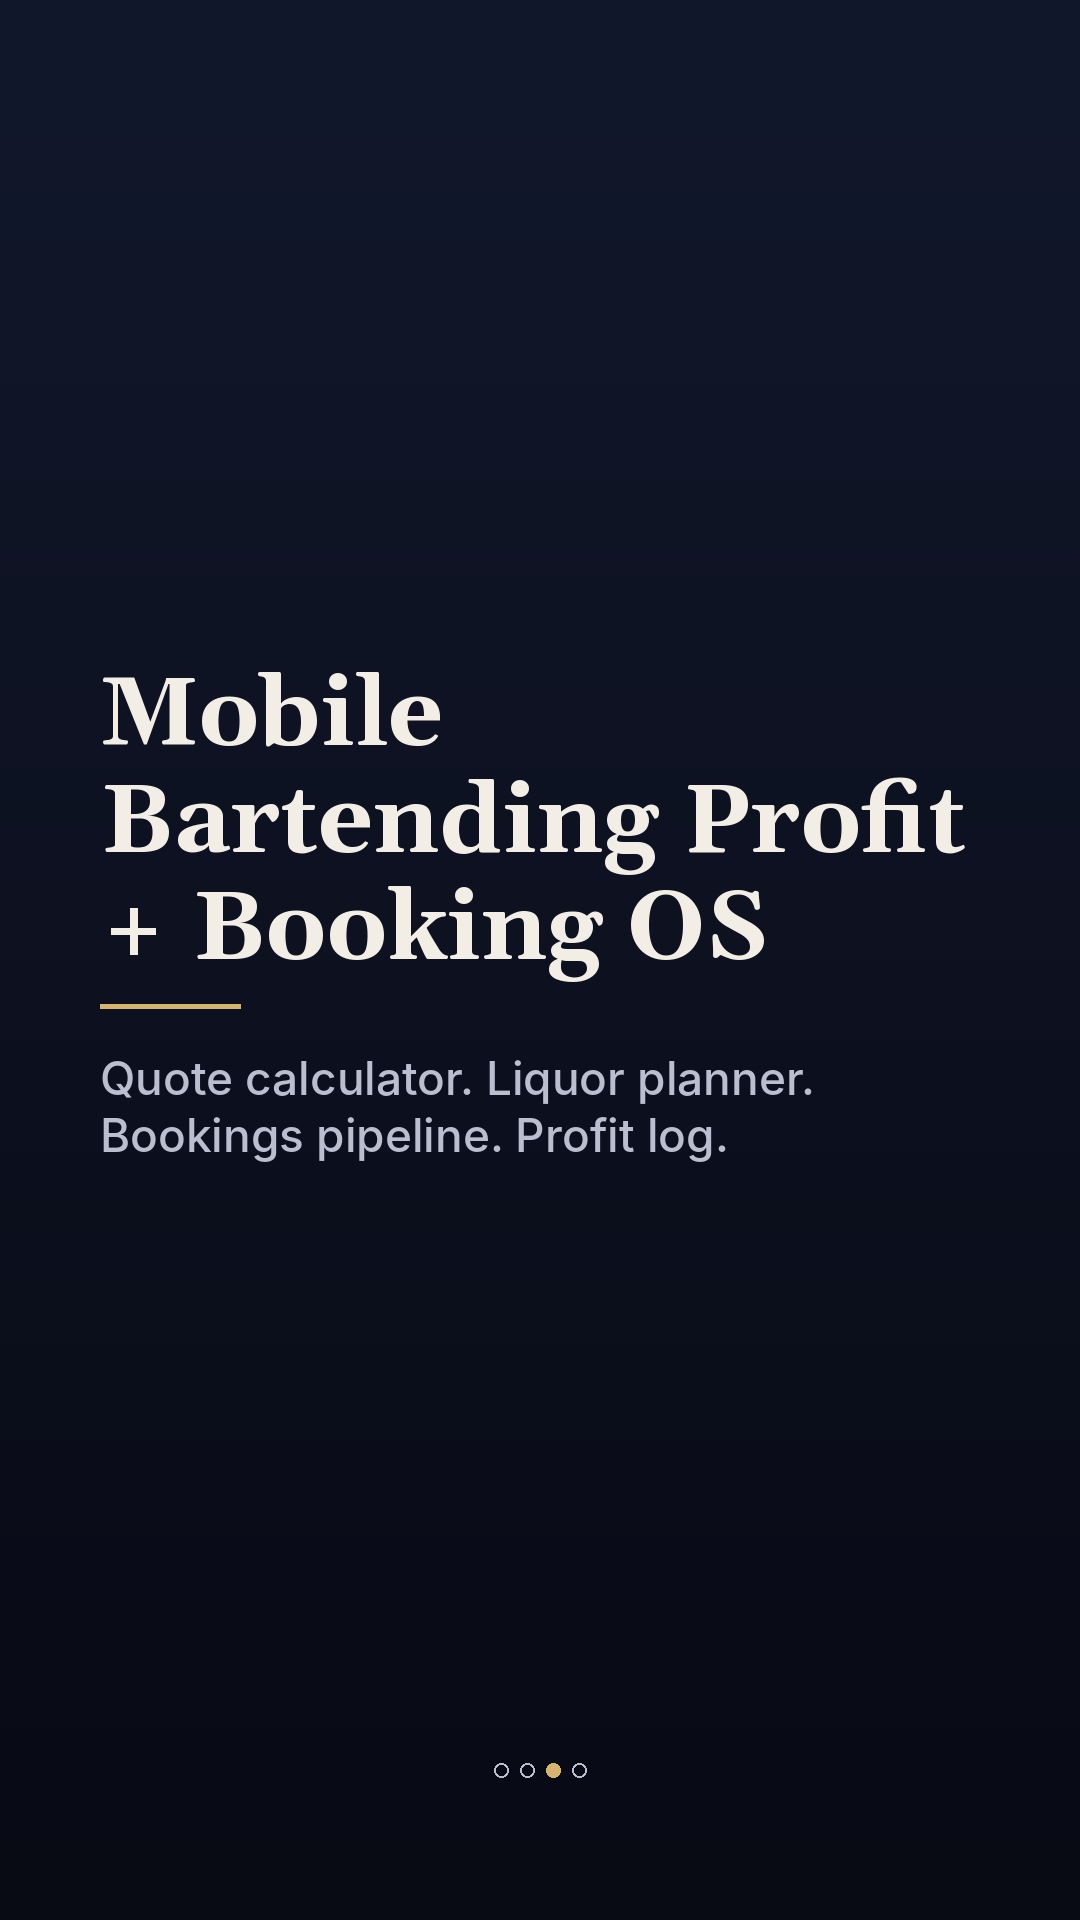 Mobile
Bartending Profit
+ Booking OS
Quote calculator. Liquor planner.
Bookings pipeline. Profit log.